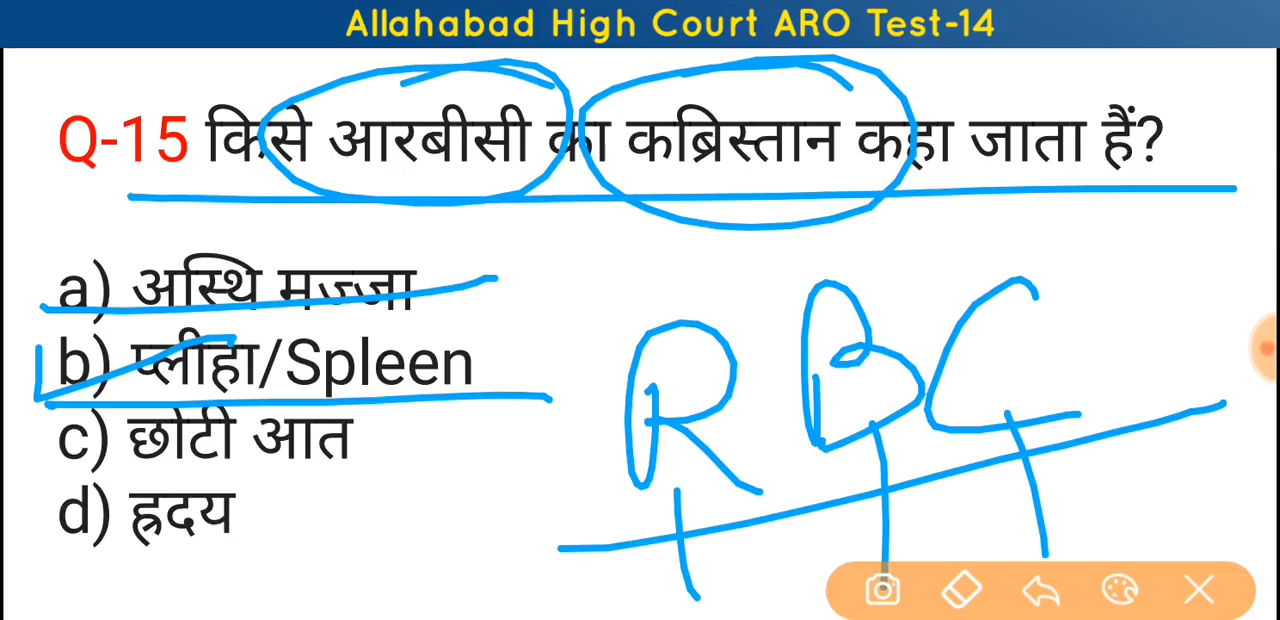 Allahabad High Court ARO Test-14
Q-15 किसे आरबीसी का कब्रिस्तान कहा जाता हैं?
a) अस्थि मज्जा
b) प्लीहा/Spleen
c) छोटी आत
d) ह्रदय
RBC